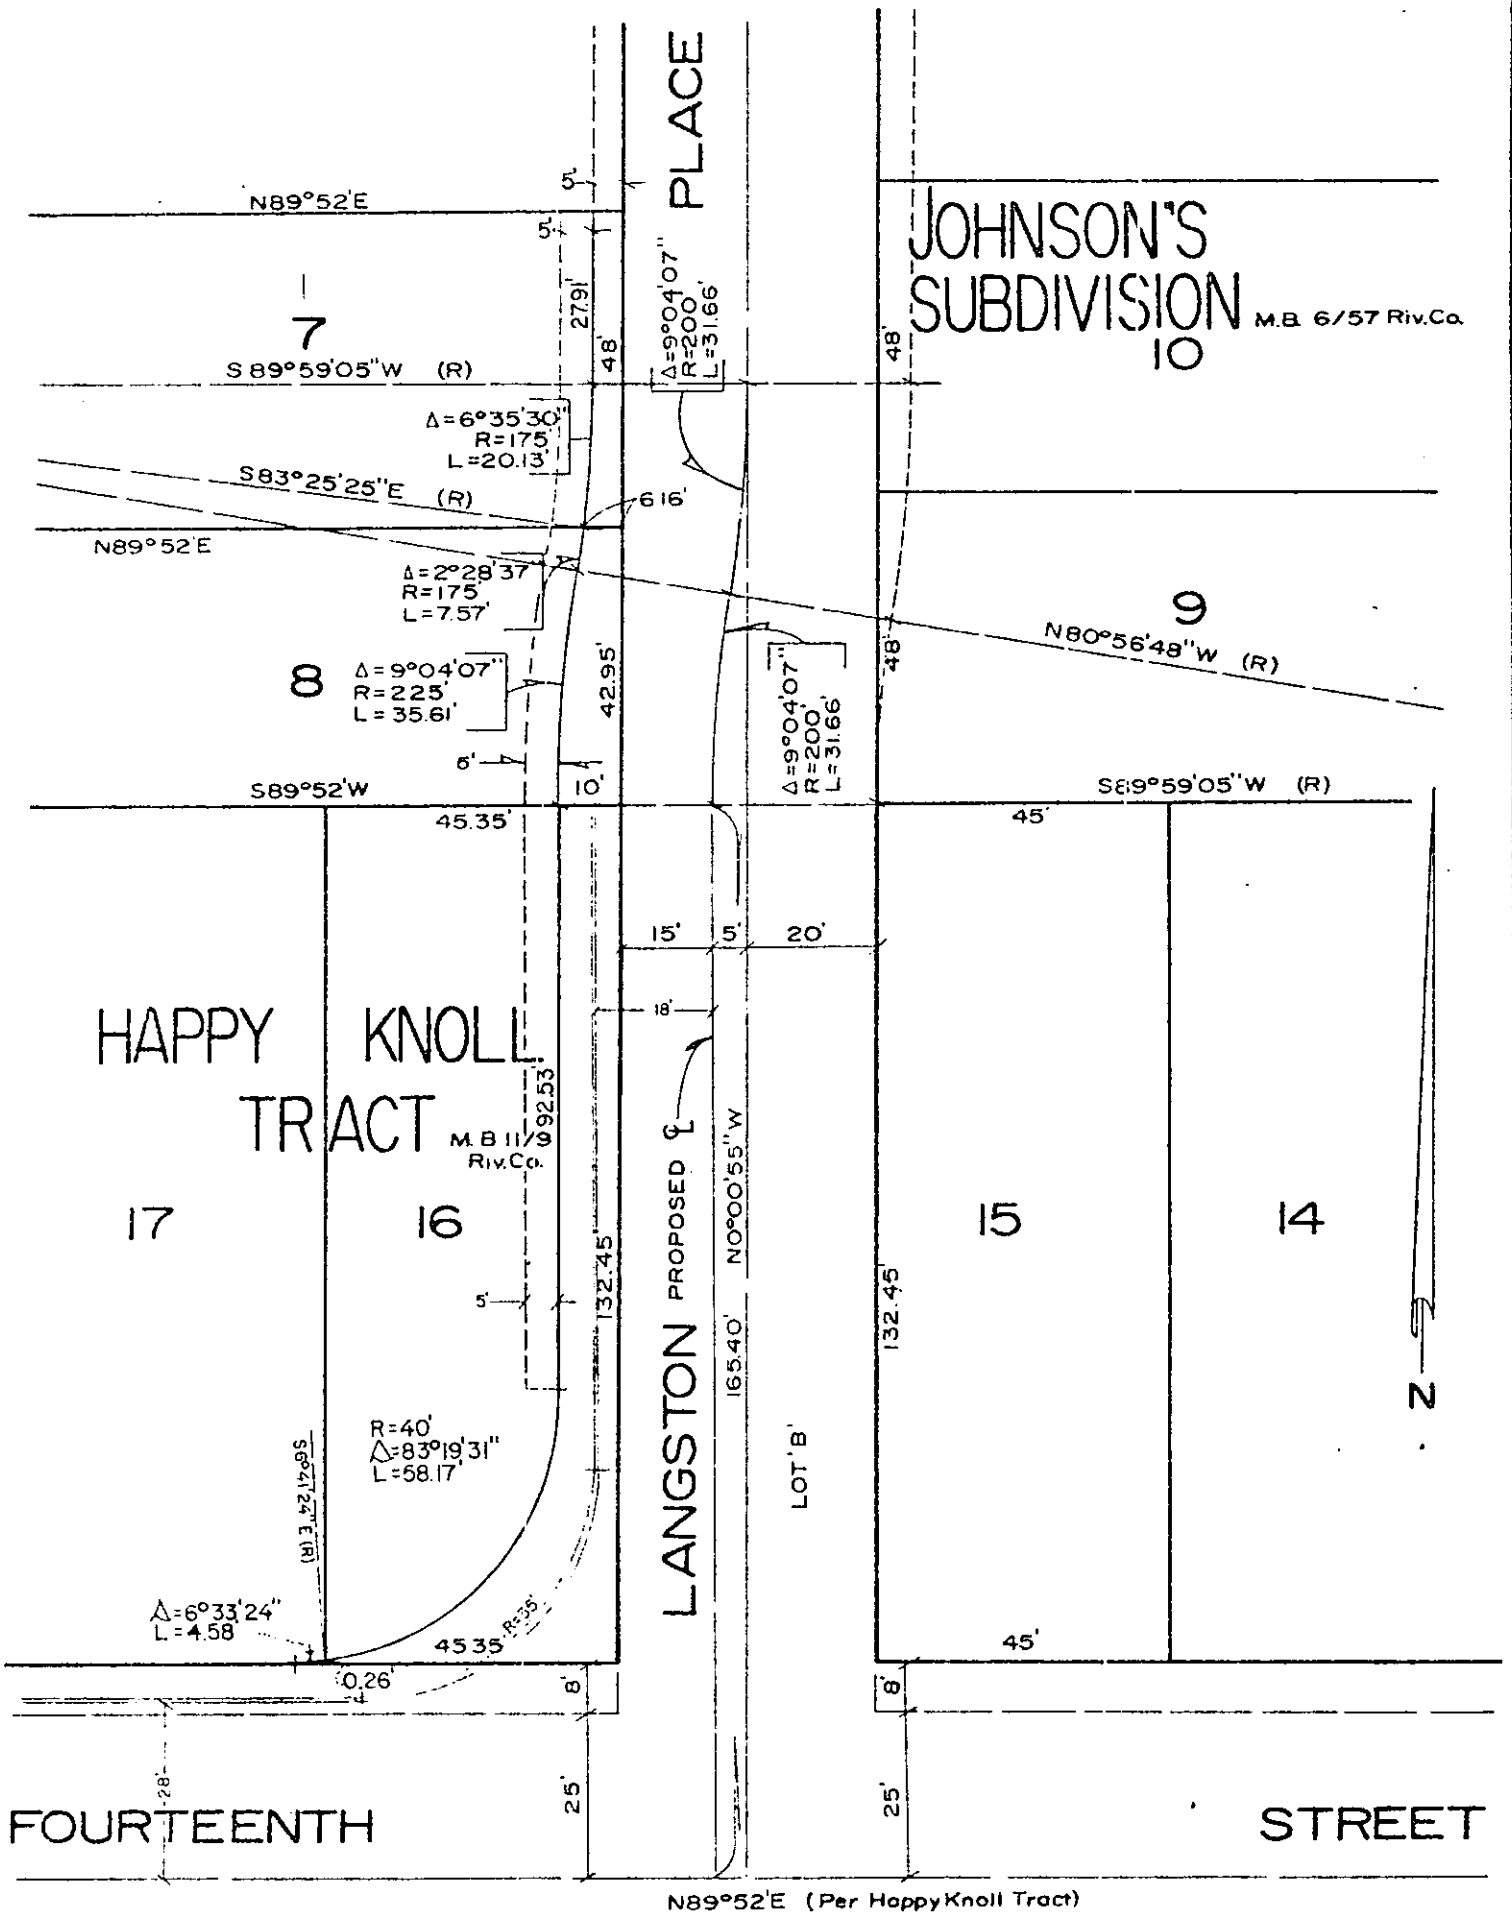 PLACE
N89°52'E
5'
5'
27.91'
48'
Δ=9°04'07"
R=200'
L=31.66'
JOHNSON'S
SUBDIVISION M.B. 6/57 Riv.Co.
10
48'
7
S89°59'05"W (R)
Δ=6°35'30"
R=175'
L=20.13'
S83°25'25"E (R)
6.16'
N89°52'E
Δ=2°28'37"
R=175'
L=7.57'
9
N80°56'48"W (R)
48'
8
Δ=9°04'07"
R=225'
L=35.61'
42.95'
Δ=9°04'07"
R=200'
L=31.66'
5'
10'
S89°52'W
S89°59'05"W (R)
45.35'
45'
15' 5' 20'
18'
HAPPY KNOLL
TRACT M.B 11/9
Riv.Co.
92.53'
17
16
15
14
132.45'
LANGSTON PROPOSED ℄
165.40' N0°00'55"W
132.45'
5'
N
R=40'
Δ=83°19'31"
L=58.17'
S6°41'24"E (R)
LOT 'B'
Δ=6°33'24"
L=4.58'
45.35'
R=35'
45'
0.26'
8'
8'
28'
25'
25'
FOURTEENTH STREET
N89°52'E (Per Happy Knoll Tract)